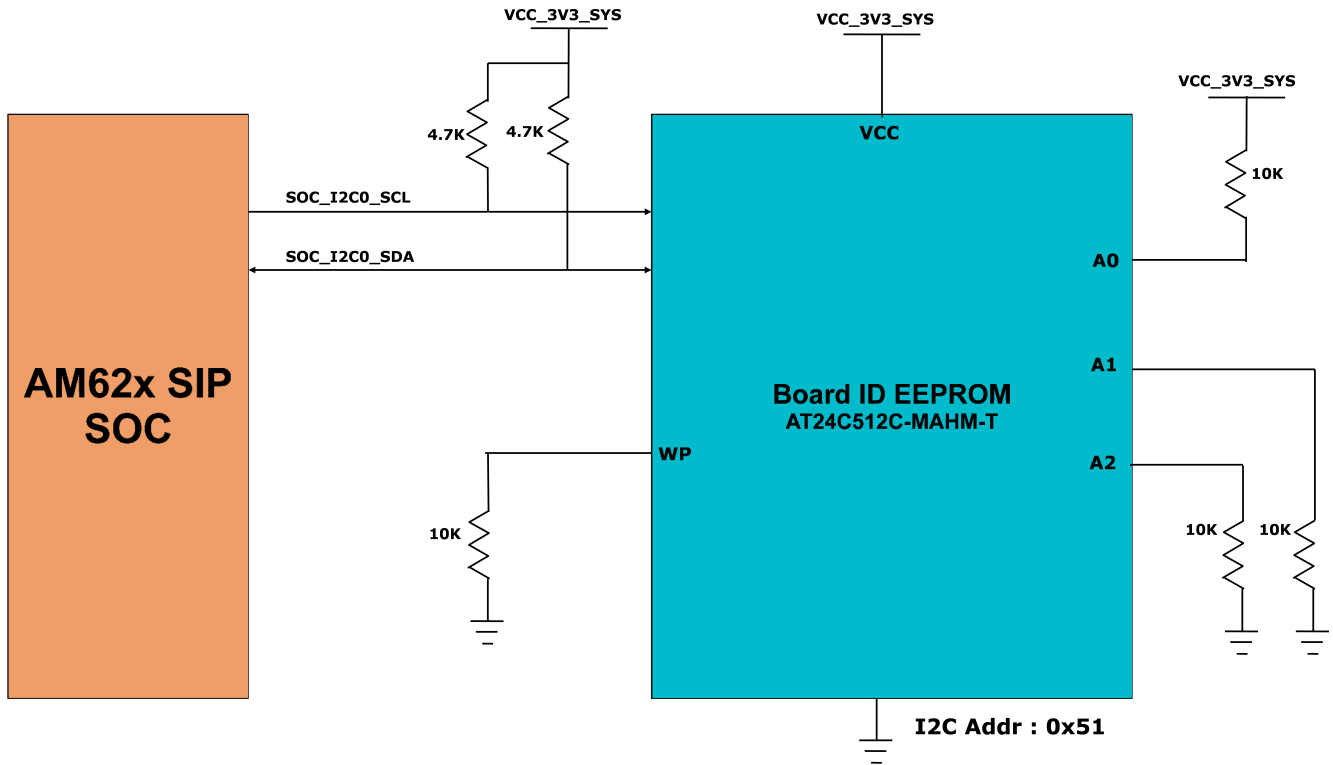 VCC_3V3_SYS
VCC_3V3_SYS
VCC_3V3_SYS
4.7K
4.7K
VCC
10K
SOC_I2C0_SCL
SOC_I2C0_SDA
A0
A1
AM62x SIP
SOC
Board ID EEPROM
AT24C512C-MAHM-T
WP
A2
10K
10K
10K
I2C Addr : 0x51